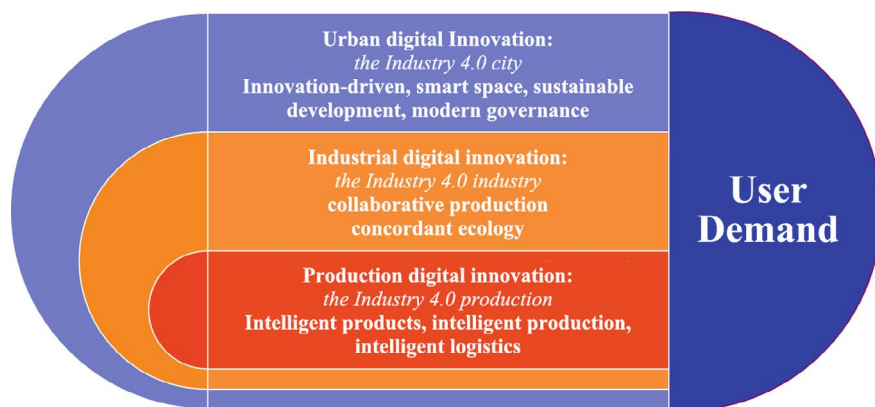 Urban digital Innovation:
the Industry 4.0 city
Innovation-driven, smart space, sustainable
development, modern governance
Industrial digital innovation:
the Industry 4.0 industry
collaborative production
concordant ecology
Production digital innovation:
the Industry 4.0 production
Intelligent products, intelligent production,
intelligent logistics
User
Demand